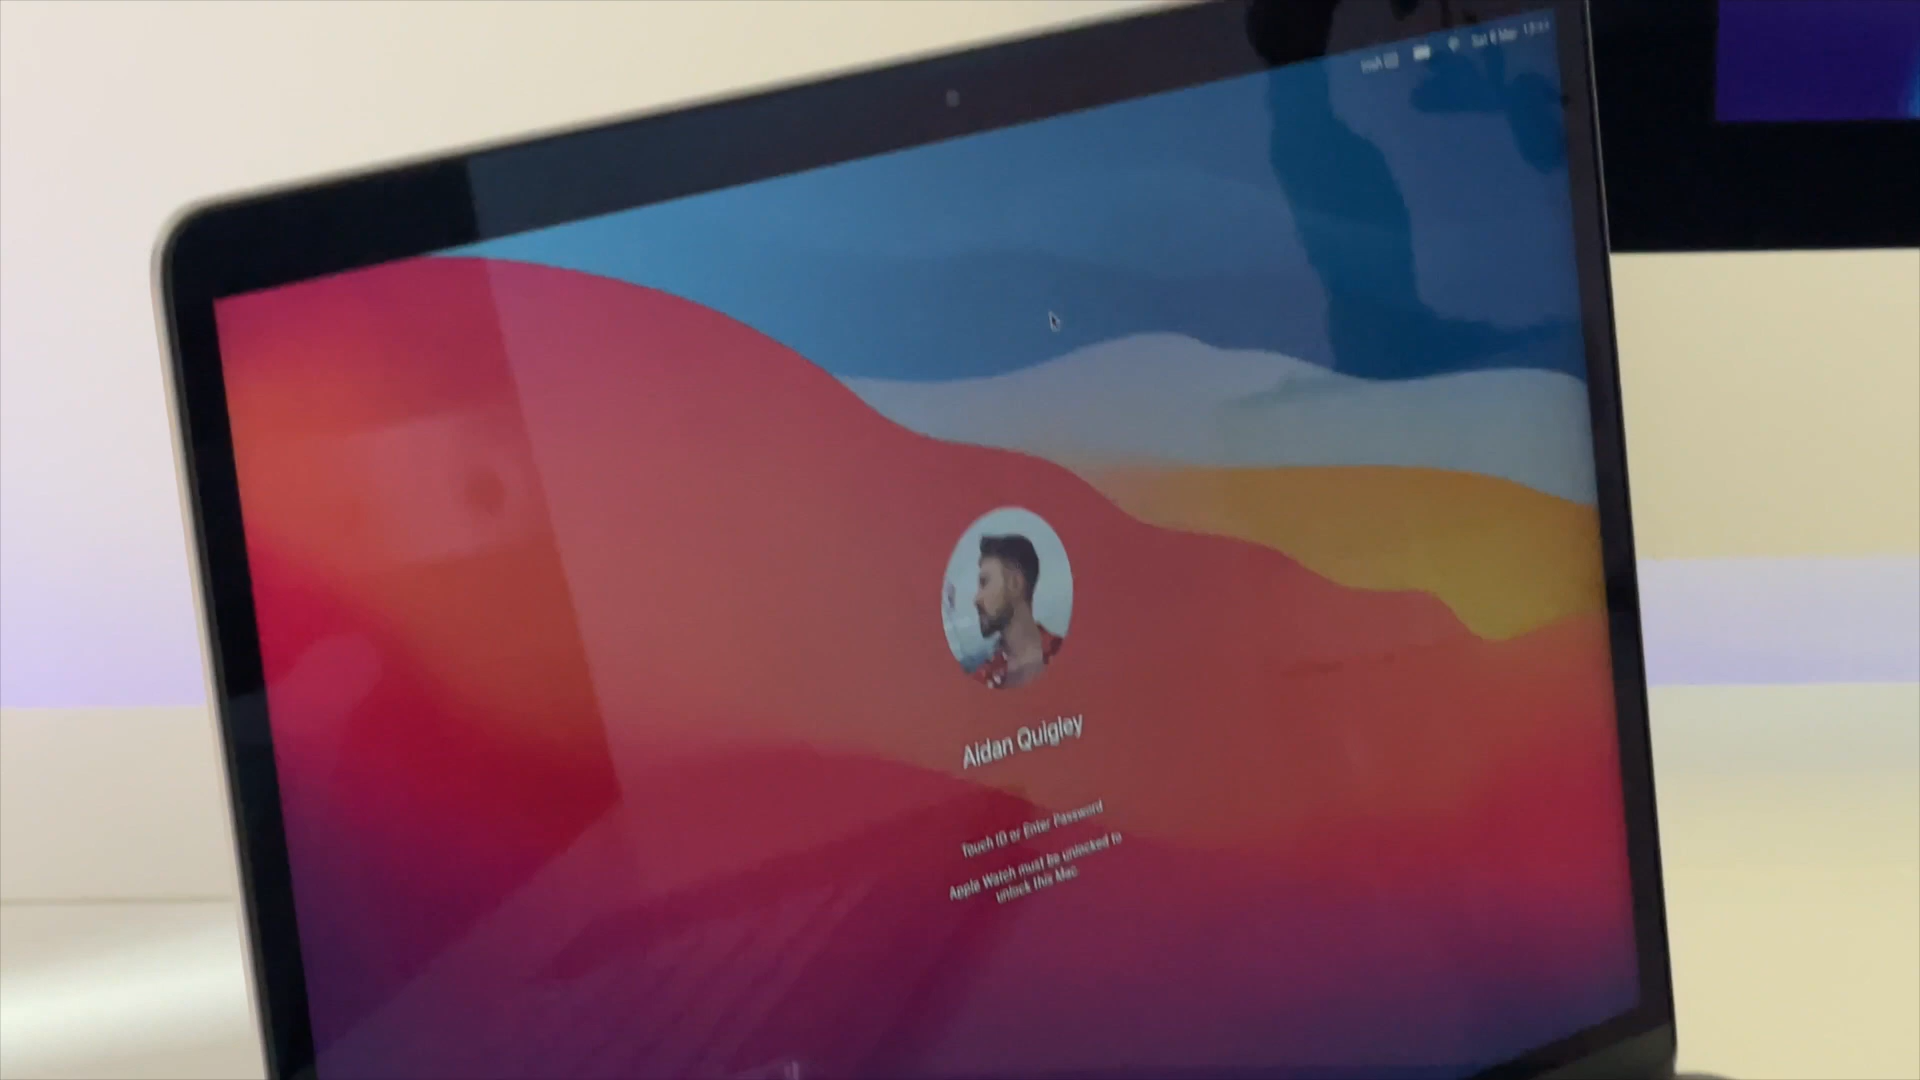 Aidan Quigley
Touch ID or Enter Password
Apple Watch must be unlocked to
unlock this Mac